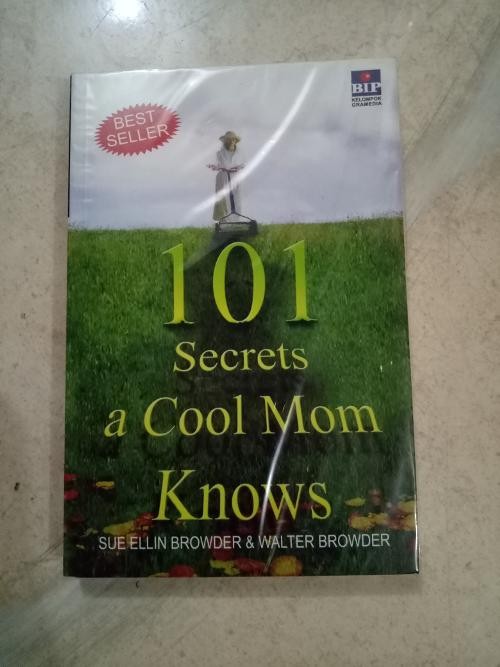 BIP
KELOMPOK
GRAMEDIA
BEST
SELLER
101
Secrets
a Cool Mom
Knows
SUE ELLIN BROWDER & WALTER BROWDER